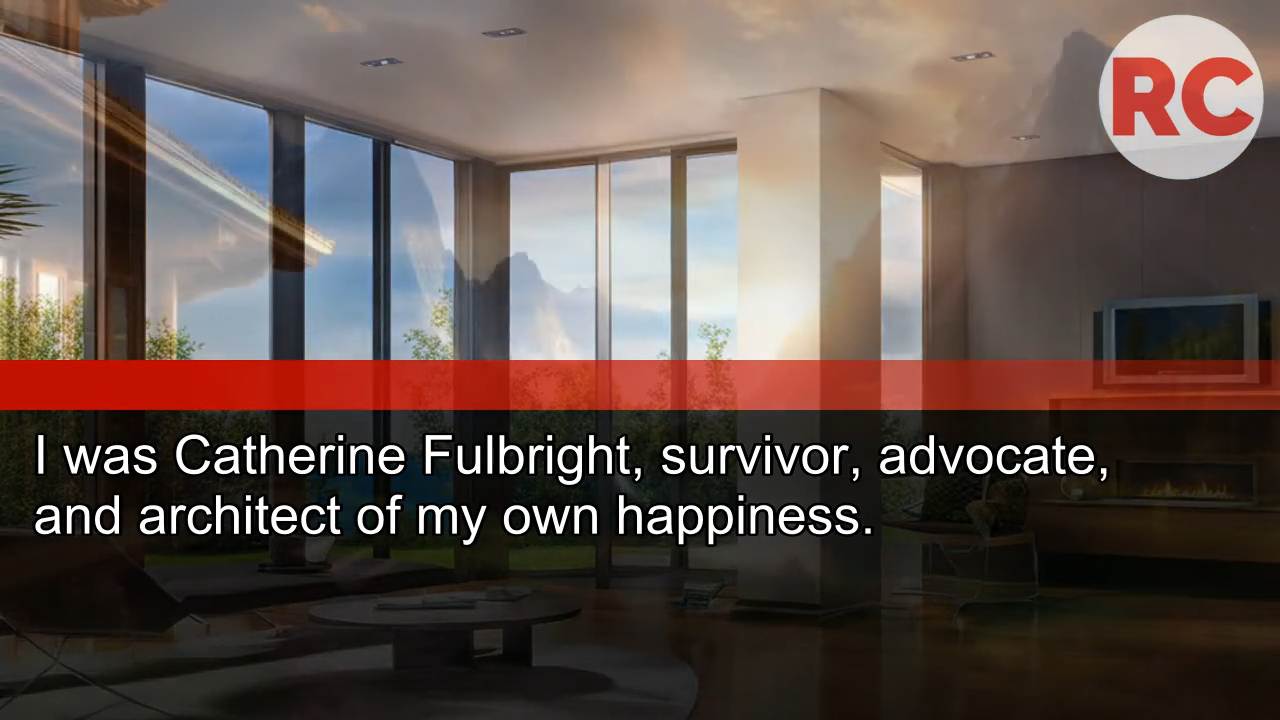 RC
I was Catherine Fulbright, survivor, advocate,
and architect of my own happiness.